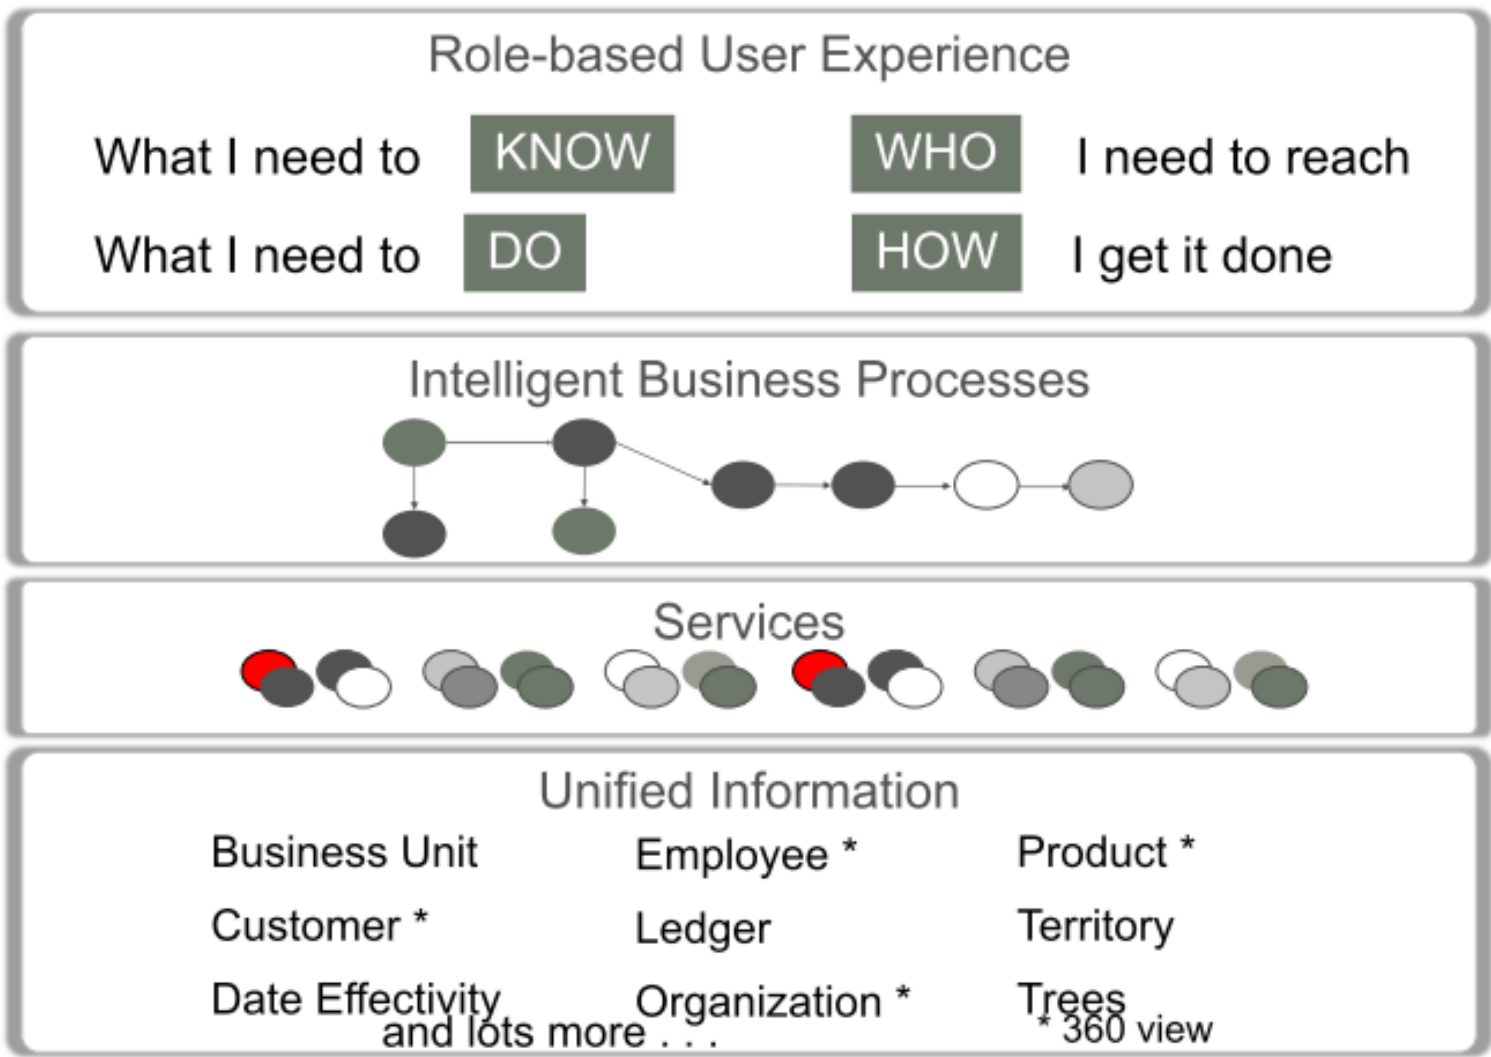 Role-based User Experience
What I need to KNOW WHO I need to reach
What I need to DO HOW I get it done
Intelligent Business Processes
Services
Unified Information
Business Unit Employee * Product *
Customer * Ledger Territory
Date Effectivity Organization * Trees
and lots more . . . * 360 view